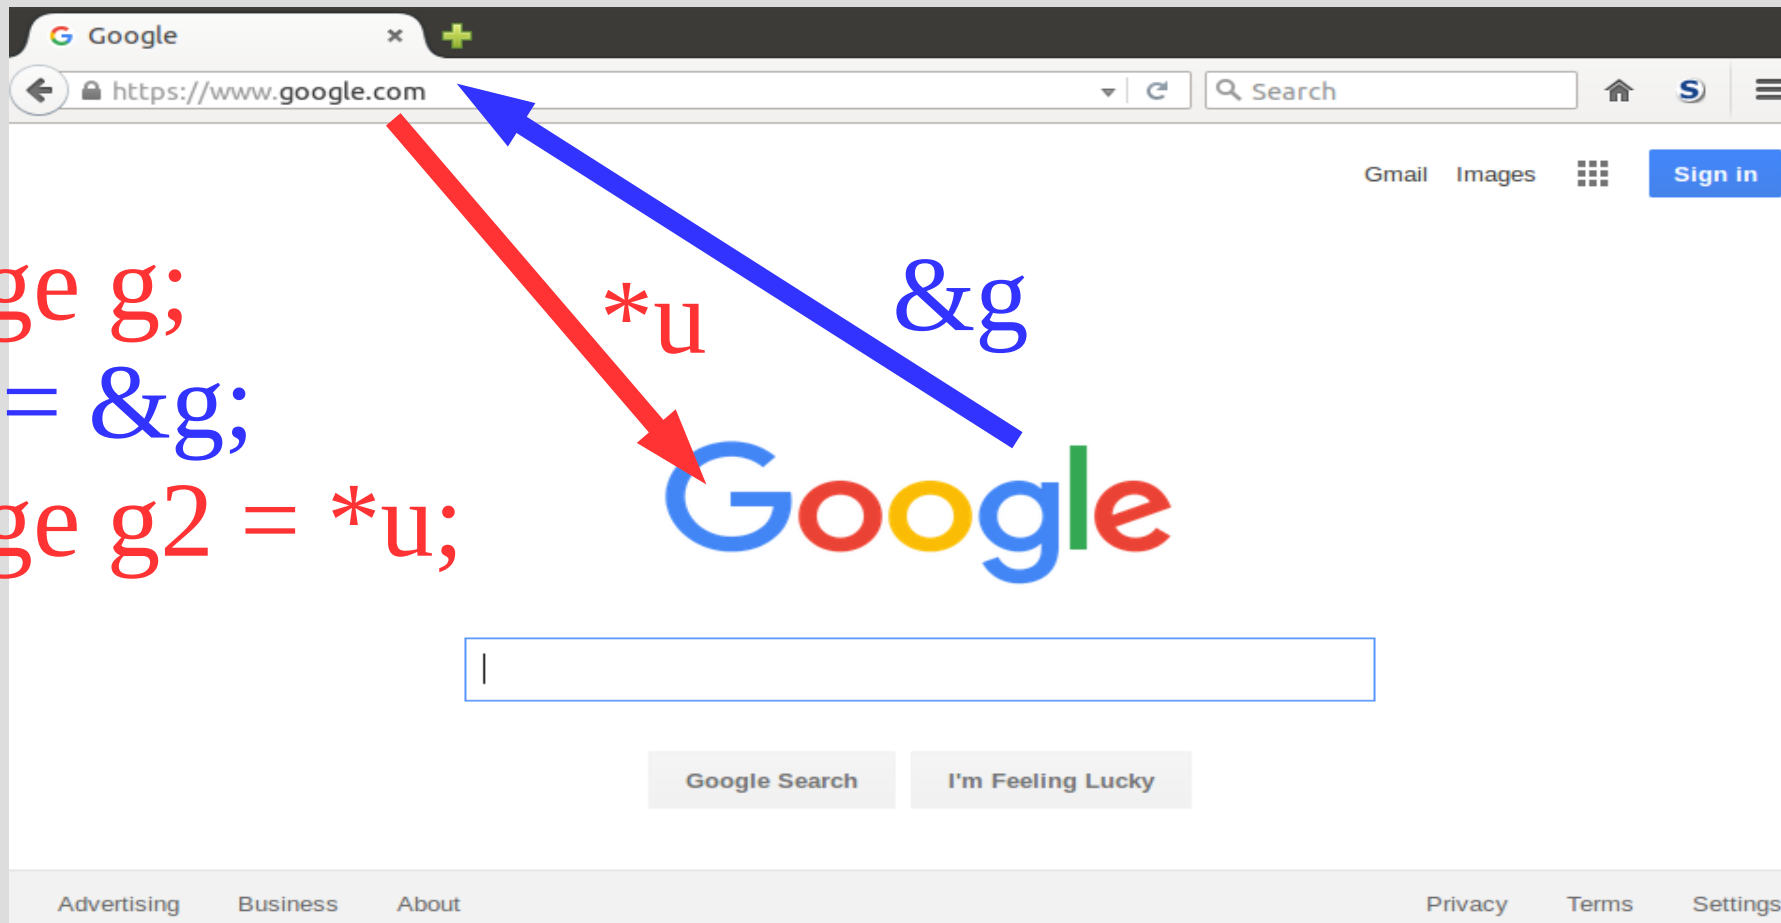 Google
https://www.google.com
Search
S
Gmail Images
Sign in
ge g;
*u
&g
= &g;
ge g2 = *u;
Google
Google Search
I'm Feeling Lucky
Advertising Business About
Privacy Terms Settings